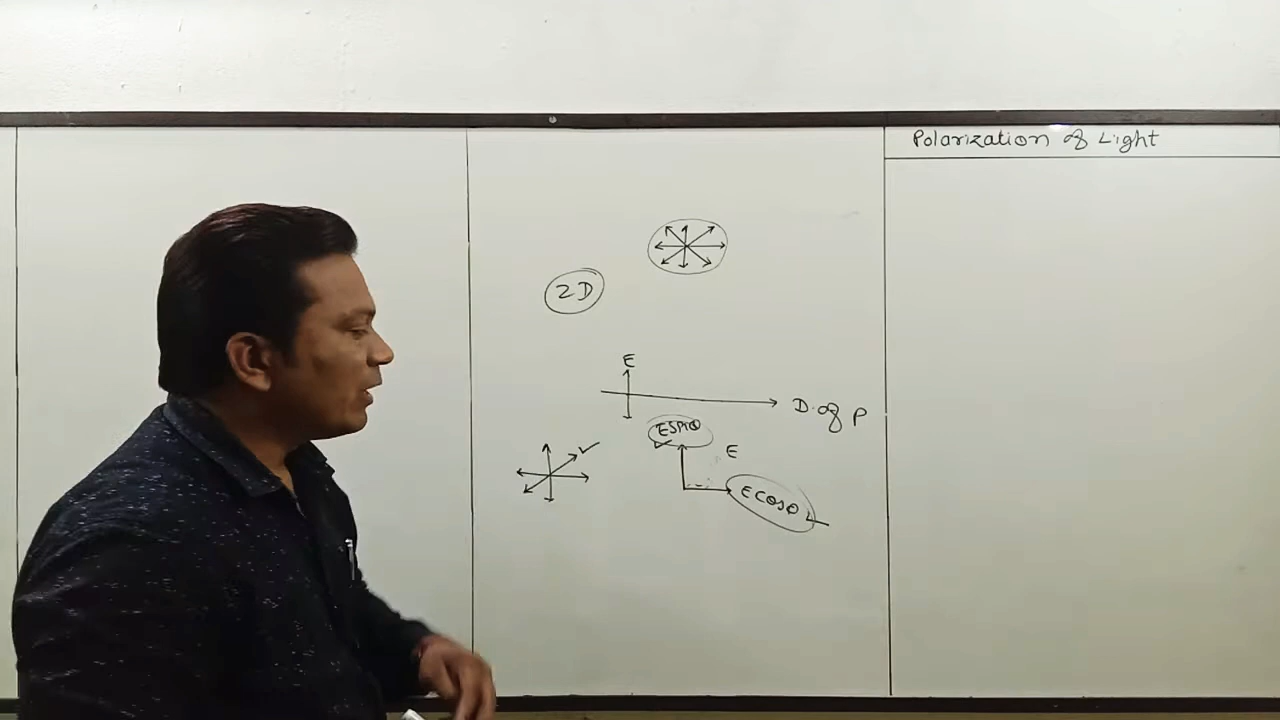 Polarization of Light
2D
E
D. of P
ESinθ
E
ECosθ